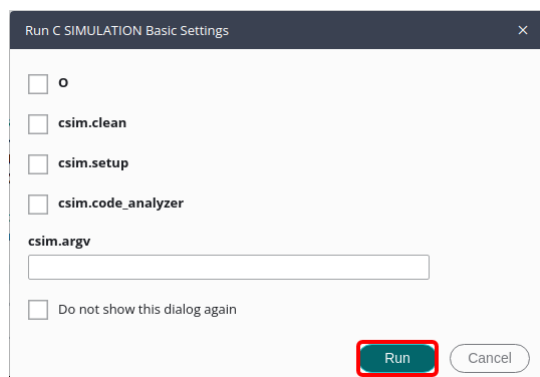 Run C SIMULATION Basic Settings
O
csim.clean
csim.setup
csim.code_analyzer
csim.argv
Do not show this dialog again
Run Cancel